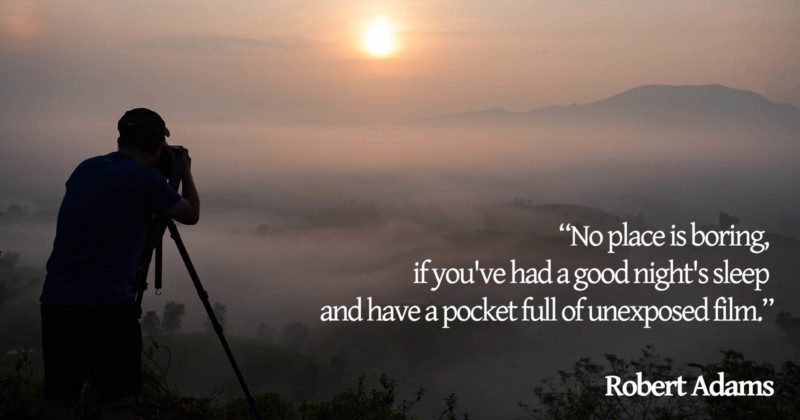 “No place is boring,
if you've had a good night's sleep
and have a pocket full of unexposed film.”
Robert Adams